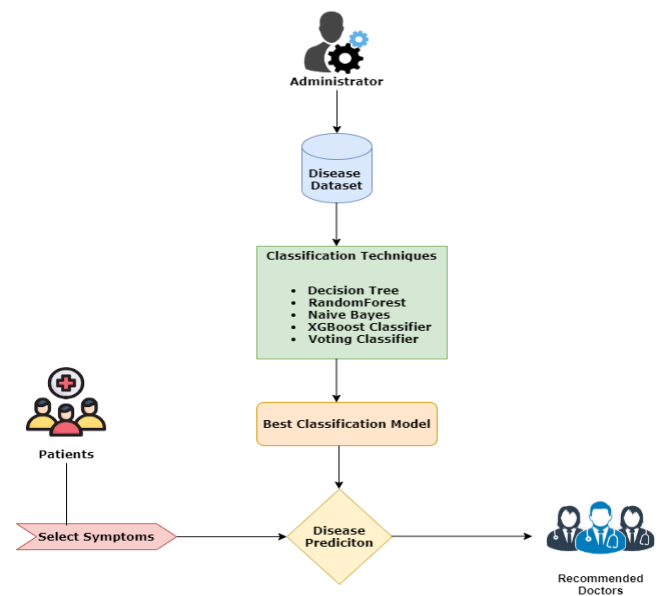 Administrator
Disease
Dataset
Classification Techniques
• Decision Tree
• RandomForest
• Naive Bayes
• XGBoost Classifier
• Voting Classifier
Best Classification Model
Patients
Select Symptoms
Disease
Prediciton
Recommended
Doctors